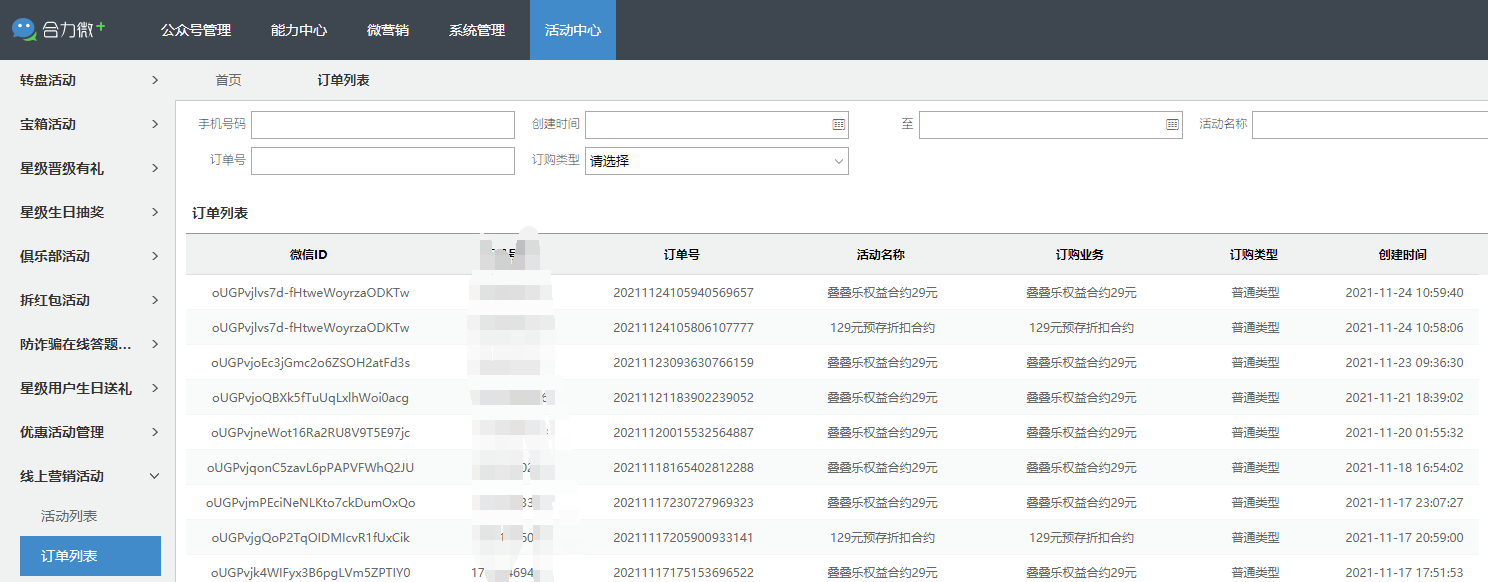 合力微+ 公众号管理 能力中心 微营销 系统管理 活动中心
转盘活动
宝箱活动
星级晋级有礼
星级生日抽奖
俱乐部活动
拆红包活动
防诈骗在线答题...
星级用户生日送礼
优惠活动管理
线上营销活动
活动列表
订单列表
首页 订单列表
手机号码 创建时间 至 活动名称
订单号 订购类型 请选择
订单列表
微信ID 号 订单号 活动名称 订购业务 订购类型 创建时间
oUGPvjlvs7d-fHtweWoyrzaODKTw 20211124105940569657 叠叠乐权益合约29元 叠叠乐权益合约29元 普通类型 2021-11-24 10:59:40
oUGPvjlvs7d-fHtweWoyrzaODKTw 20211124105806107777 129元预存折扣合约 129元预存折扣合约 普通类型 2021-11-24 10:58:06
oUGPvjoEc3jGmc2o6ZSOH2atFd3s 20211123093630766159 叠叠乐权益合约29元 叠叠乐权益合约29元 普通类型 2021-11-23 09:36:30
oUGPvjoQBXk5fTuUqLxlhWoi0acg 20211121183902239052 叠叠乐权益合约29元 叠叠乐权益合约29元 普通类型 2021-11-21 18:39:02
oUGPvjneWot16Ra2RU8V9T5E97jc 20211120015532564887 叠叠乐权益合约29元 叠叠乐权益合约29元 普通类型 2021-11-20 01:55:32
oUGPvjqonC5zavL6pPAPVFWhQ2JU 20211118165402812288 叠叠乐权益合约29元 叠叠乐权益合约29元 普通类型 2021-11-18 16:54:02
oUGPvjmPEciNeNLKto7ckDumOxQo 20211117230727969323 叠叠乐权益合约29元 叠叠乐权益合约29元 普通类型 2021-11-17 23:07:27
oUGPvjgQoP2TqOIDMIcvR1fUxCik 20211117205900933141 129元预存折扣合约 129元预存折扣合约 普通类型 2021-11-17 20:59:00
oUGPvjk4WIFyx3B6pgLVm5ZPTIY0 20211117175153696522 叠叠乐权益合约29元 叠叠乐权益合约29元 普通类型 2021-11-17 17:51:53